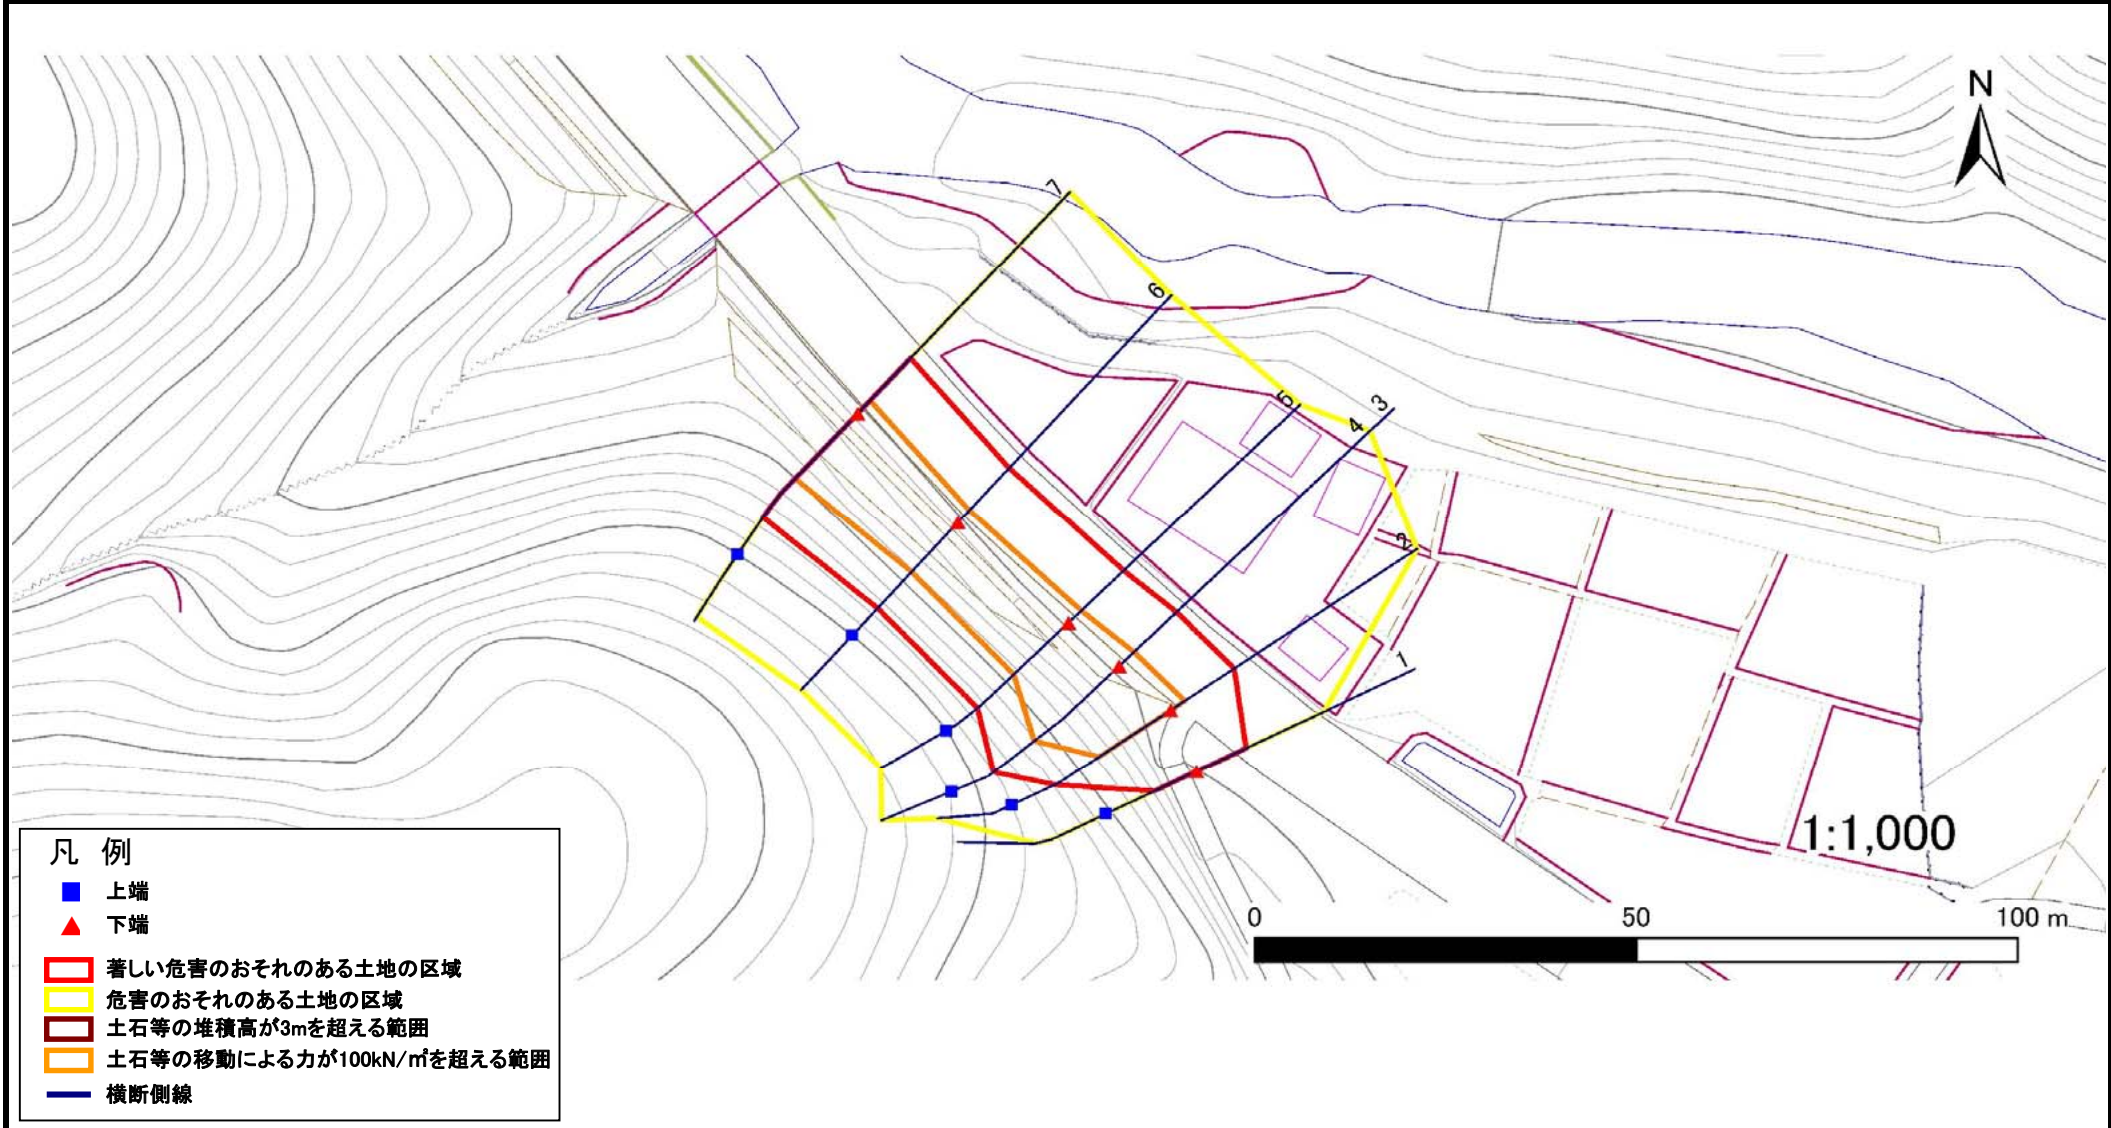 N
7
6
5
3
4
2
1
1:1,000
0 50 100 m
凡 例
上端
下端
著しい危害のおそれのある土地の区域
危害のおそれのある土地の区域
土石等の堆積高が3mを超える範囲
土石等の移動による力が100kN/㎡を超える範囲
横断側線